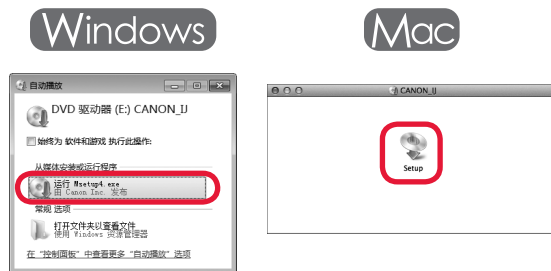 Windows
Mac
自动播放
DVD 驱动器 (E:) CANON_IJ
始终为 软件和游戏 执行此操作:
从媒体安装或运行程序
运行 Msetup4.exe
由 Canon Inc. 发布
常规 选项
打开文件夹以查看文件
使用 Windows 资源管理器
在 "控制面板" 中查看更多 "自动播放" 选项
CANON_IJ
Setup